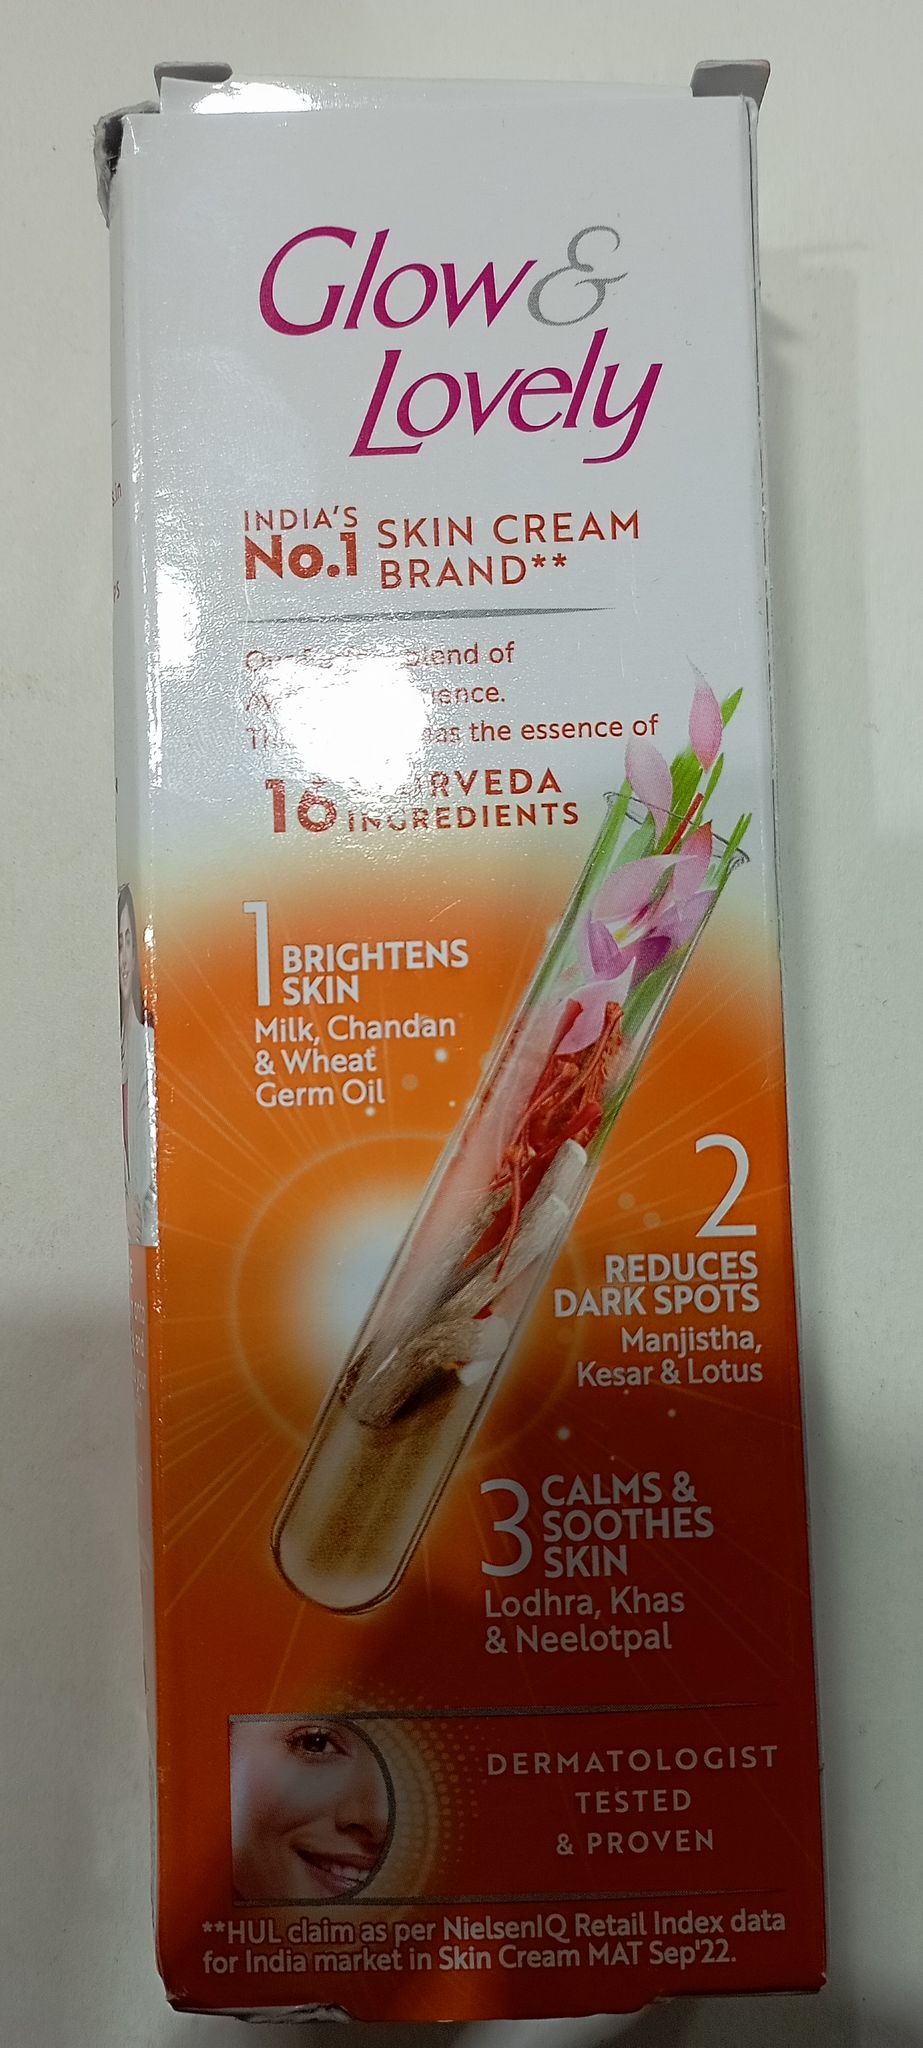 Glow &
Lovely
INDIA'S
No.1
SKIN CREAM
BRAND**
blend of
the essence of
16
INGREDIENTS
1
BRIGHTENS
SKIN
Milk, Chandan
& Wheat
Germ Oil
2
REDUCES
DARK SPOTS
Manjistha,
Kesar & Lotus
3
CALMS &
SOOTHES
SKIN
Lodhra, Khas
& Neelotpal
DERMATOLOGIST
TESTED
& PROVEN
**HUL claim as per NielsenIQ Retail Index data
for India market in Skin Cream MAT Sep'22.